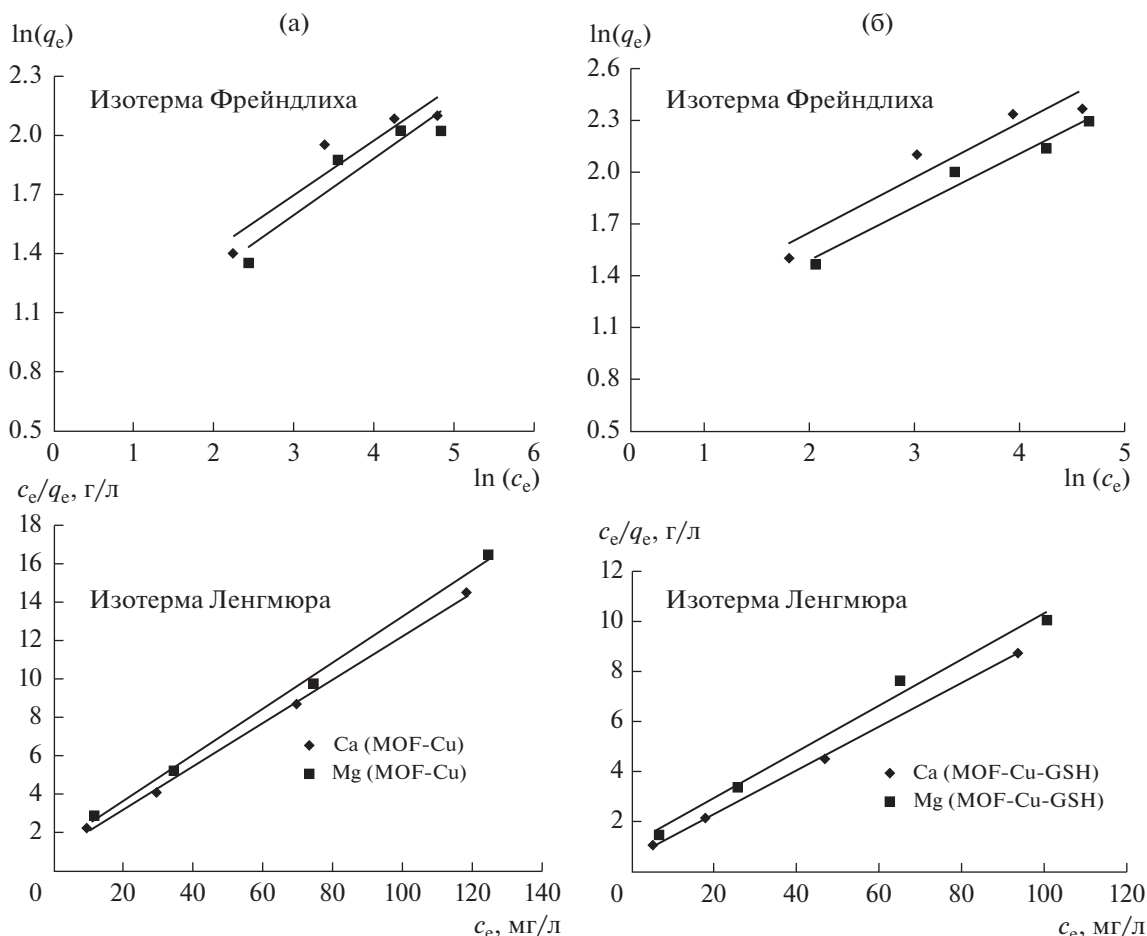 (а)
ln(qe)
2.3
2.0
1.7
1.4
1.1
0.8
0.5
Изотерма Фрейндлиха
0 1 2 3 4 5 6
ln (ce)
(б)
ln(qe)
2.6
2.3
2.0
1.7
1.4
1.1
0.8
0.5
Изотерма Фрейндлиха
0 1 2 3 4 5
ln (ce)
ce/qe, г/л
18
16
14
12
10
8
6
4
2
Изотерма Ленгмюра
Ca (MOF-Cu)
Mg (MOF-Cu)
0 20 40 60 80 100 120 140
ce, мг/л
ce/qe, г/л
12
10
8
6
4
2
Изотерма Ленгмюра
Ca (MOF-Cu-GSH)
Mg (MOF-Cu-GSH)
0 20 40 60 80 100 120
ce, мг/л